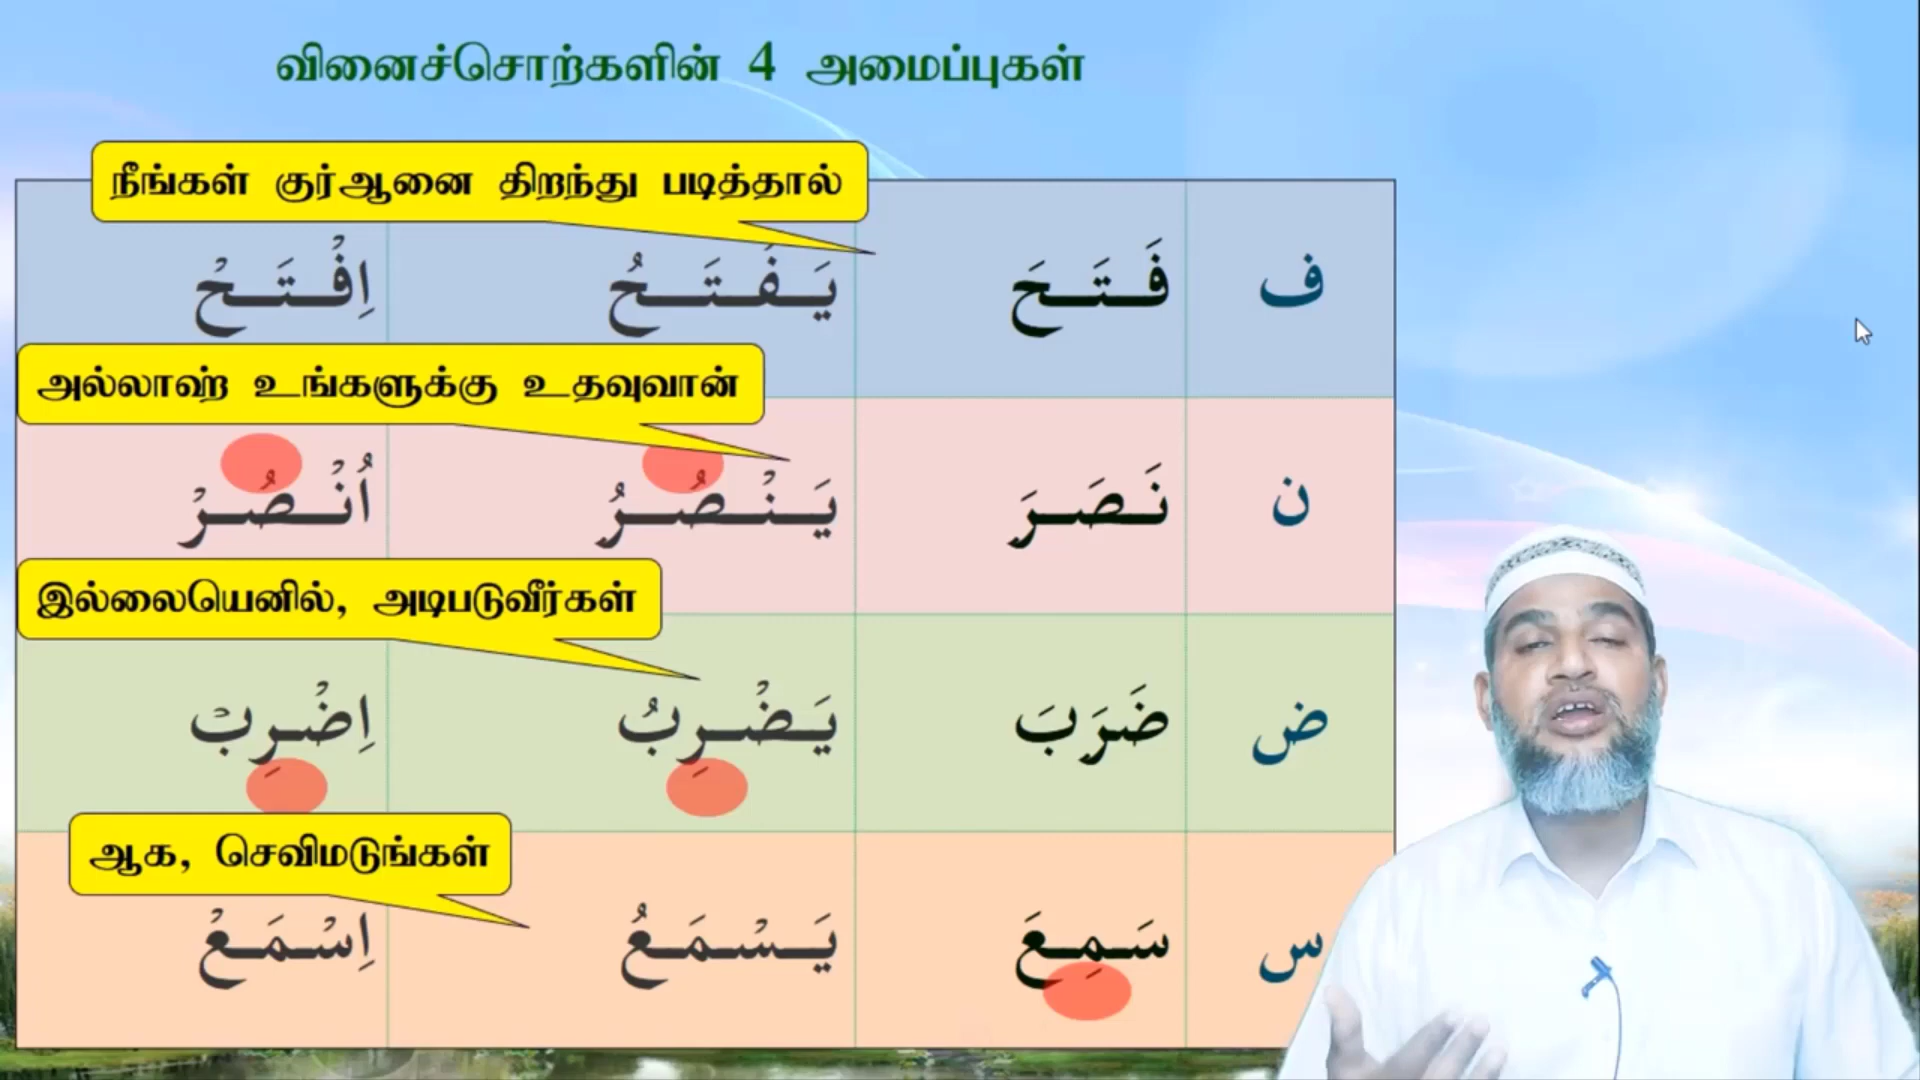 வினைச்சொற்களின் 4 அமைப்புகள்
நீங்கள் குர்ஆனை திறந்து படித்தால்
ف فَتَحَ يَفْتَحُ اِفْتَحْ
அல்லாஹ் உங்களுக்கு உதவுவான்
ن نَصَرَ يَنْصُرُ اُنْصُرْ
இல்லையெனில், அடிபடுவீர்கள்
ض ضَرَبَ يَضْرِبُ اِضْرِبْ
ஆக, செவிமடுங்கள்
س سَمِعَ يَسْمَعُ اِسْمَعْ